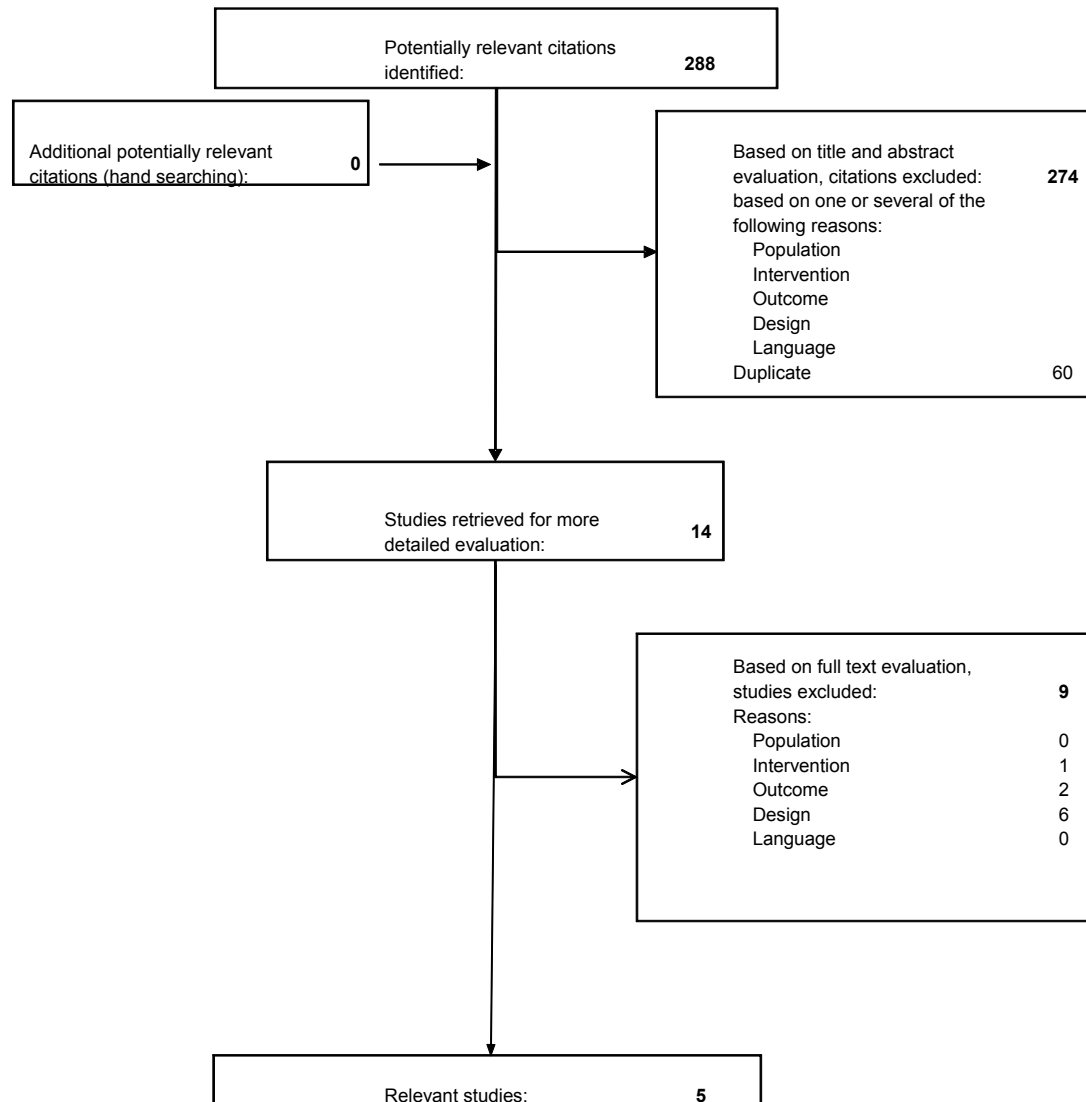 Potentially relevant citations
identified: 288
Additional potentially relevant
citations (hand searching): 0
Based on title and abstract
evaluation, citations excluded: 274
based on one or several of the
following reasons:
Population
Intervention
Outcome
Design
Language
Duplicate 60
Studies retrieved for more
detailed evaluation: 14
Based on full text evaluation,
studies excluded: 9
Reasons:
Population 0
Intervention 1
Outcome 2
Design 6
Language 0
Relevant studies: 5